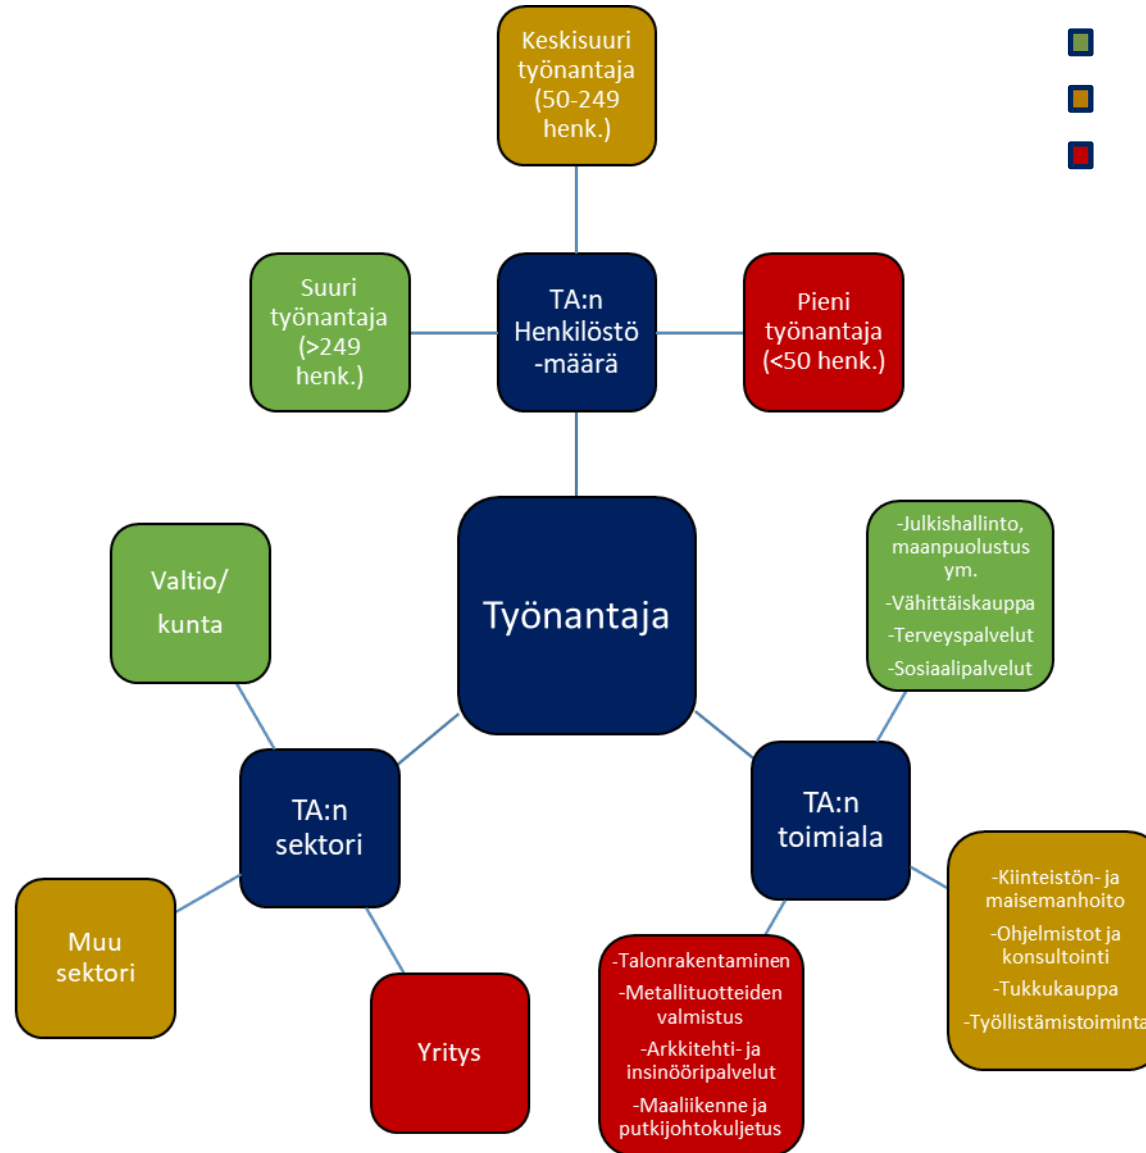 Keskisuuri
työnantaja
(50-249
henk.)
Suuri
työnantaja
(>249
henk.)
TA:n
Henkilöstö
-määrä
Pieni
työnantaja
(<50 henk.)
Valtio/
kunta
Työnantaja
-Julkishallinto,
maanpuolustus
ym.
-Vähittäiskauppa
-Terveyspalvelut
-Sosiaalipalvelut
TA:n
sektori
TA:n
toimiala
Muu
sektori
Yritys
-Talonrakentaminen
-Metallituotteiden
valmistus
-Arkkitehti- ja
insinööripalvelut
-Maaliikenne ja
putkijohtokuljetus
-Kiinteistön- ja
maisemanhoito
-Ohjelmistot ja
konsultointi
-Tukkukauppa
-Työllistämistoiminta